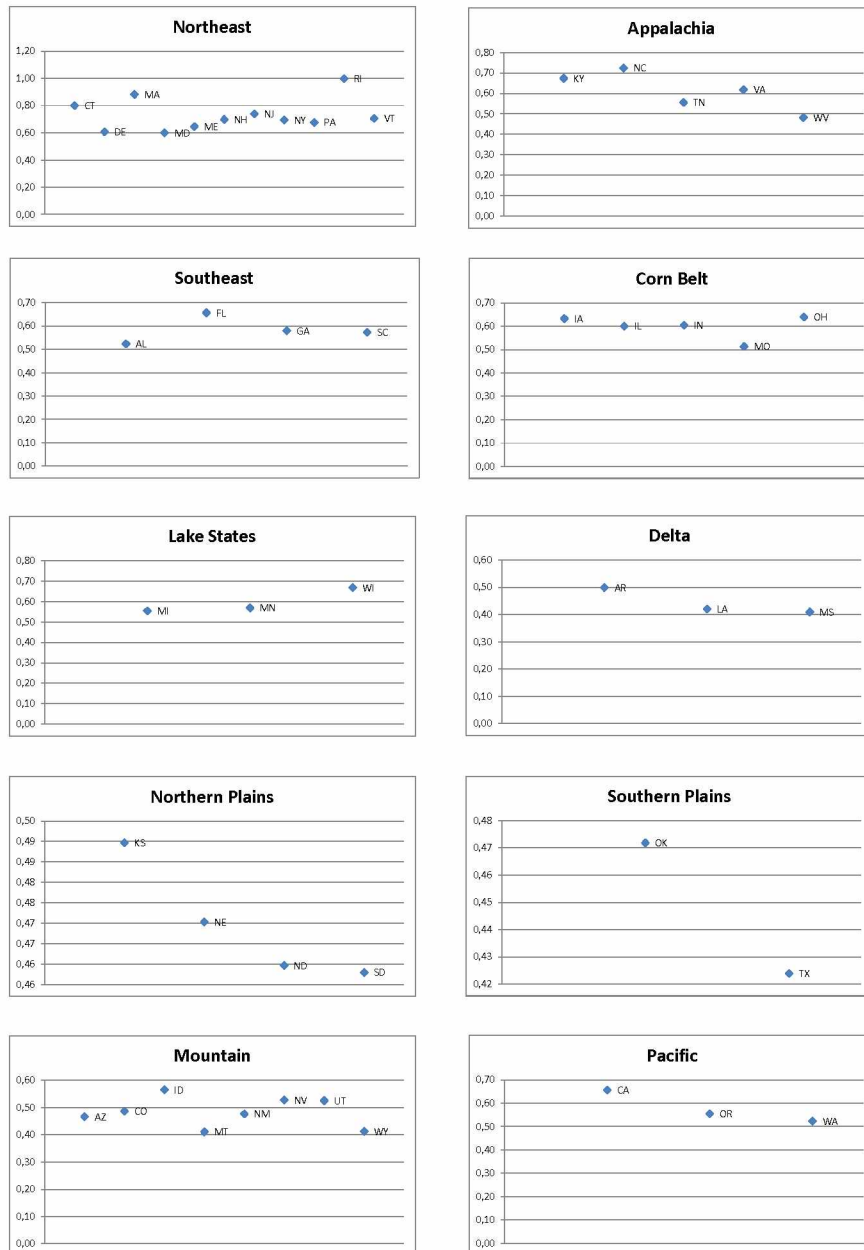 Northeast
1,20
1,00
0,80
0,60
0,40
0,20
0,00
CT
DE
MA
MD
ME
NH
NJ
NY
PA
RI
VT
Appalachia
0,80
0,70
0,60
0,50
0,40
0,30
0,20
0,10
0,00
KY
NC
TN
VA
WV
Southeast
0,70
0,60
0,50
0,40
0,30
0,20
0,10
0,00
AL
FL
GA
SC
Corn Belt
0,70
0,60
0,50
0,40
0,30
0,20
0,10
0,00
IA
IL
IN
MO
OH
Lake States
0,80
0,70
0,60
0,50
0,40
0,30
0,20
0,10
0,00
MI
MN
WI
Delta
0,60
0,50
0,40
0,30
0,20
0,10
0,00
AR
LA
MS
Northern Plains
0,50
0,49
0,49
0,48
0,48
0,47
0,47
0,46
0,46
KS
NE
ND
SD
Southern Plains
0,48
0,47
0,46
0,45
0,44
0,43
0,42
OK
TX
Mountain
0,60
0,50
0,40
0,30
0,20
0,10
0,00
AZ
CO
ID
MT
NM
NV
UT
WY
Pacific
0,70
0,60
0,50
0,40
0,30
0,20
0,10
0,00
CA
OR
WA